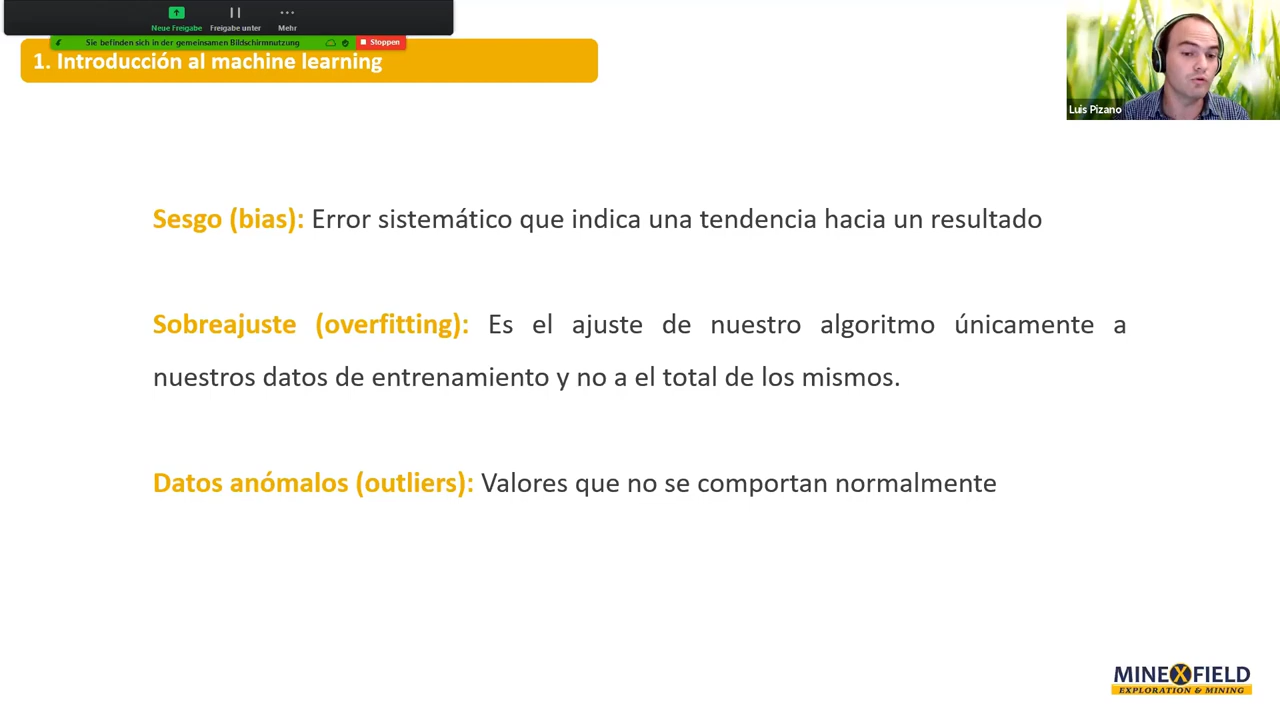 Neue Freigabe
Freigabe unter
Mehr
Sie befinden sich in der gemeinsamen Bildschirmnutzung
Stoppen
1. Introducción al machine learning
Luis Pizano
Sesgo (bias): Error sistemático que indica una tendencia hacia un resultado
Sobreajuste (overfitting): Es el ajuste de nuestro algoritmo únicamente a
nuestros datos de entrenamiento y no a el total de los mismos.
Datos anómalos (outliers): Valores que no se comportan normalmente
MINEXFIELD
EXPLORATION & MINING